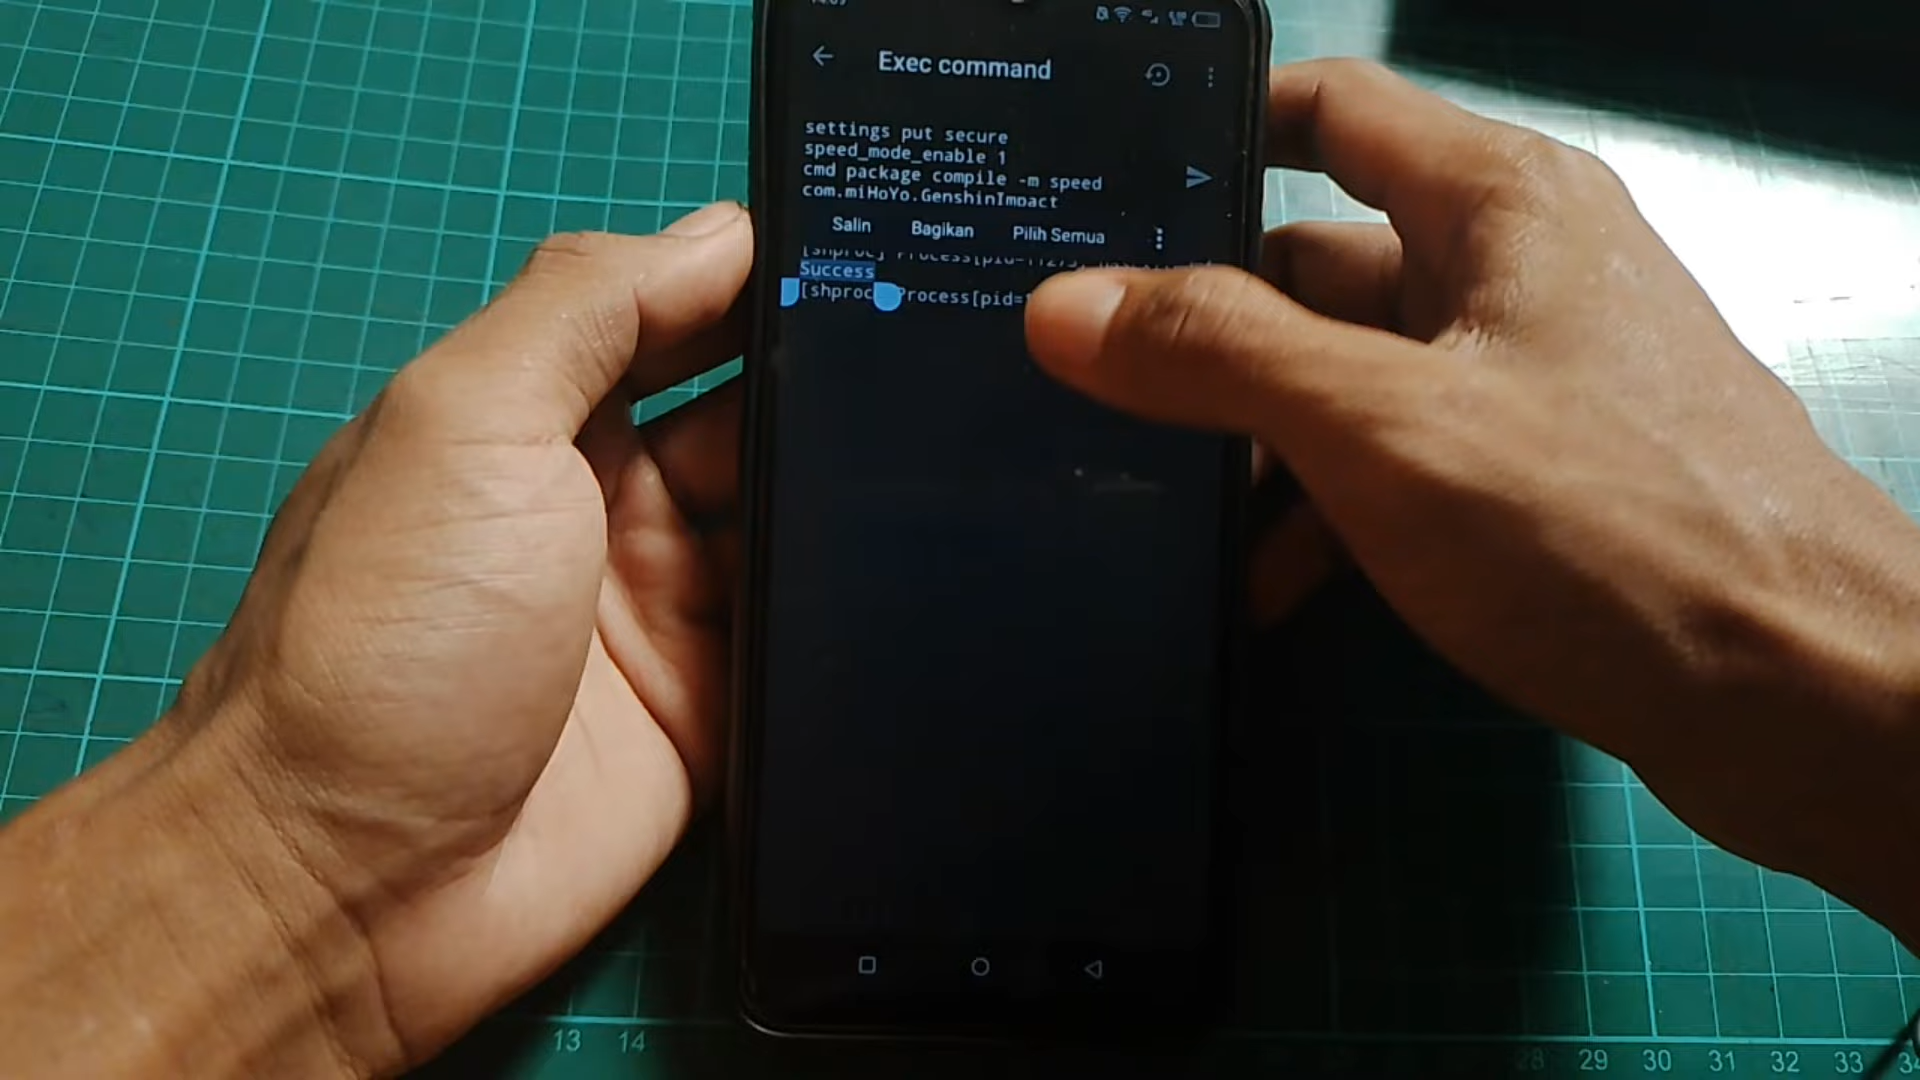 Exec command
settings put secure
speed_mode_enable 1
cmd package compile -m speed
com.miHoYo.GenshinImpact
Salin Bagikan Pilih Semua
Success
[shproc Process[pid=
13 14 28 29 30 31 32 33